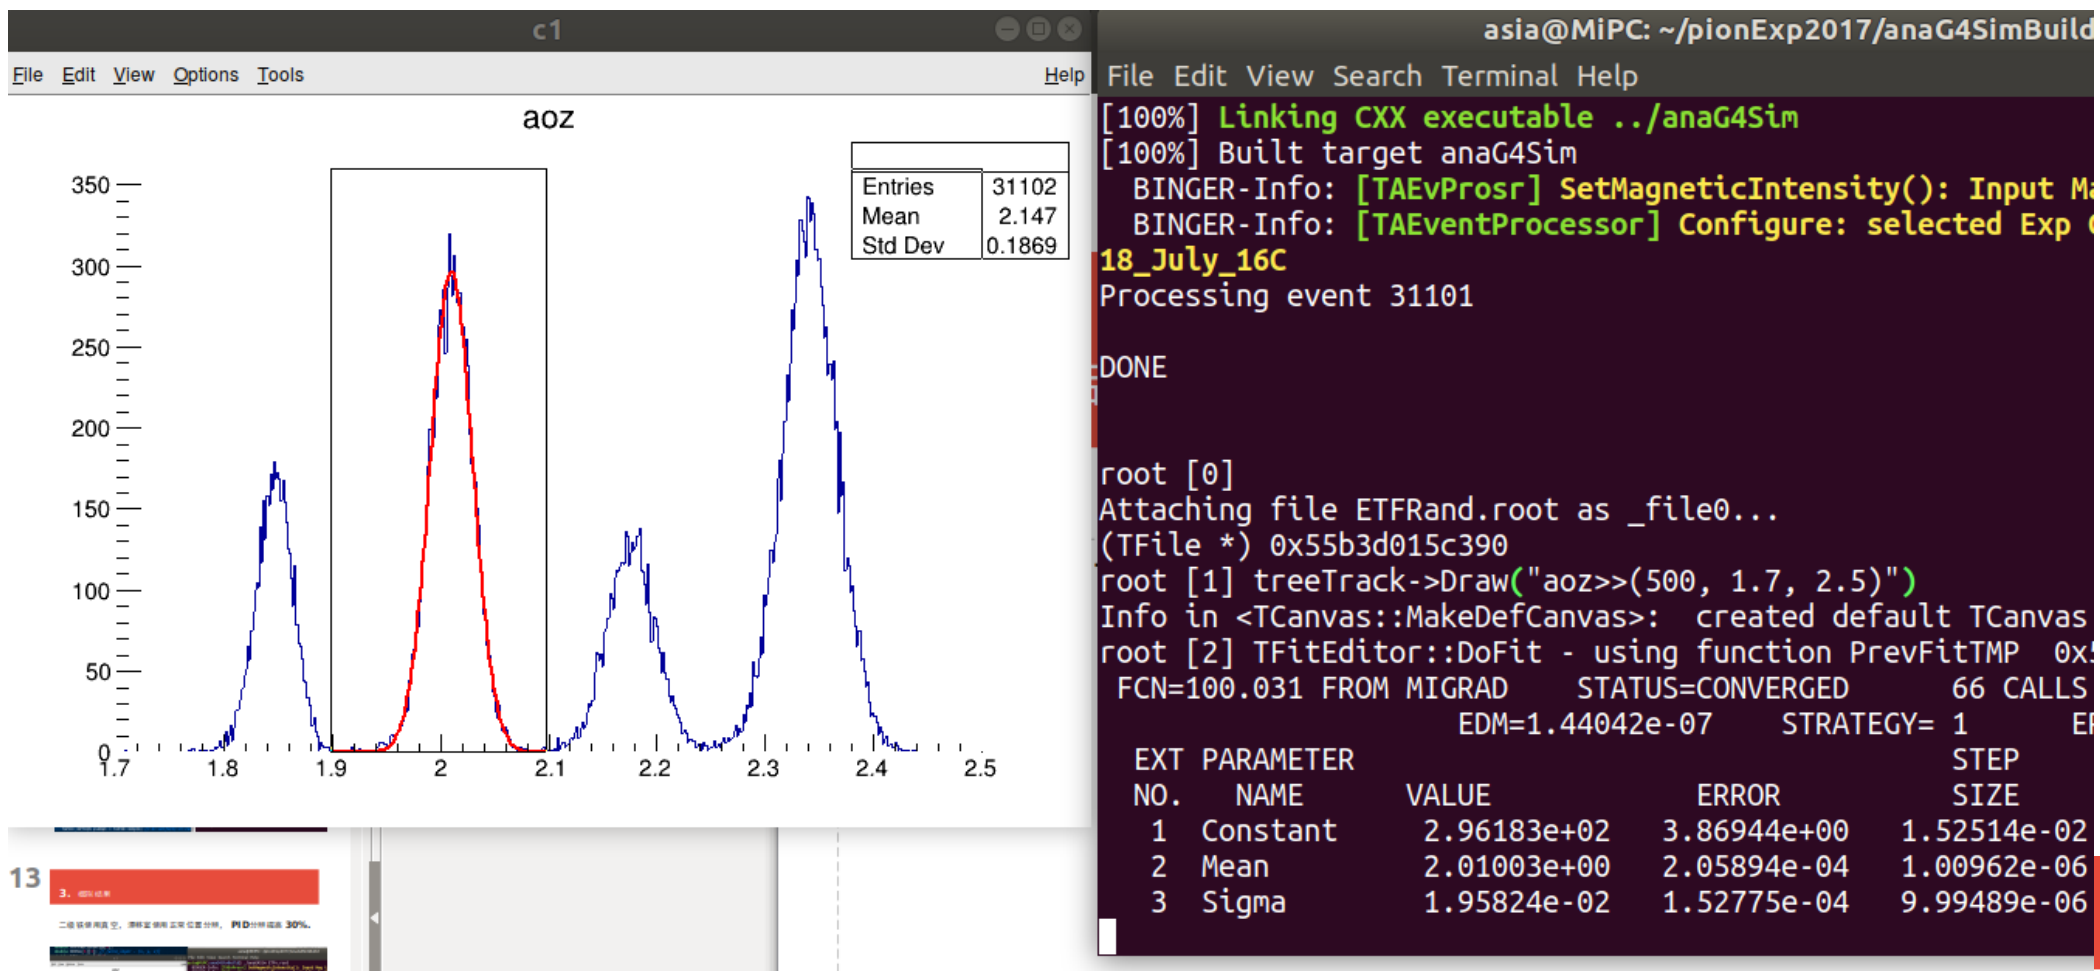 c1
File Edit View Options Tools Help
aoz
Entries 31102
Mean 2.147
Std Dev 0.1869
350
300
250
200
150
100
50
0
1.7 1.8 1.9 2 2.1 2.2 2.3 2.4 2.5
13
3.
PID 30%.
asia@MiPC: ~/pionExp2017/anaG4SimBuild
File Edit View Search Terminal Help
[100%] Linking CXX executable ../anaG4Sim
[100%] Built target anaG4Sim
BINGER-Info: [TAEvProsr] SetMagneticIntensity(): Input Ma
BINGER-Info: [TAEventProcessor] Configure: selected Exp
18_July_16C
Processing event 31101
DONE
root [0]
Attaching file ETFRand.root as _file0...
(TFile *) 0x55b3d015c390
root [1] treeTrack->Draw("aoz>>(500, 1.7, 2.5)")
Info in <TCanvas::MakeDefCanvas>: created default TCanvas
root [2] TFitEditor::DoFit - using function PrevFitTMP 0x5
FCN=100.031 FROM MIGRAD STATUS=CONVERGED 66 CALLS
EDM=1.44042e-07 STRATEGY= 1 ER
EXT PARAMETER STEP
NO. NAME VALUE ERROR SIZE
1 Constant 2.96183e+02 3.86944e+00 1.52514e-02
2 Mean 2.01003e+00 2.05894e-04 1.00962e-06
3 Sigma 1.95824e-02 1.52775e-04 9.99489e-06